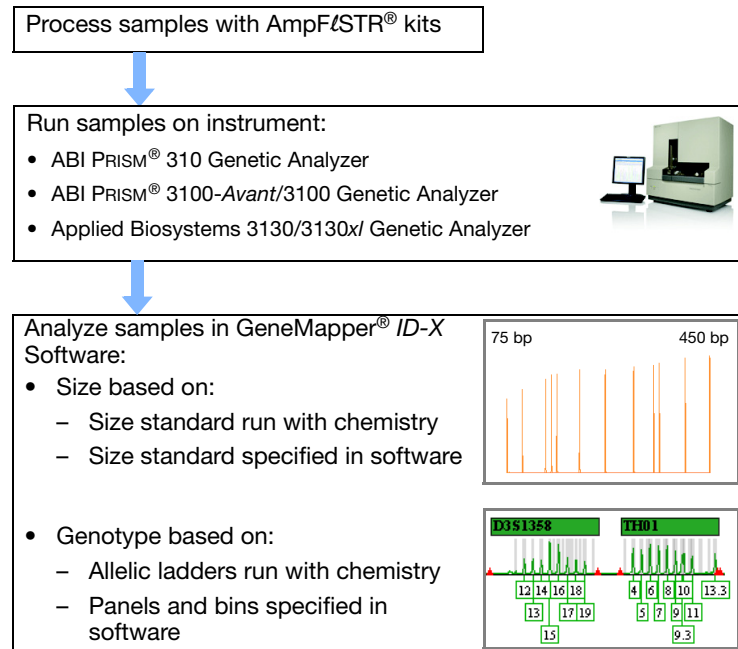 Process samples with AmpFℓSTR® kits
Run samples on instrument:
• ABI PRISM® 310 Genetic Analyzer
• ABI PRISM® 3100-Avant/3100 Genetic Analyzer
• Applied Biosystems 3130/3130xl Genetic Analyzer
Analyze samples in GeneMapper® ID-X
Software:
• Size based on:
– Size standard run with chemistry
– Size standard specified in software
75 bp 450 bp
• Genotype based on:
– Allelic ladders run with chemistry
– Panels and bins specified in
software
D3S1358 TH01
12 14 16 18 4 6 8 10 13.3
13 17 19 5 7 9 11
15 9.3